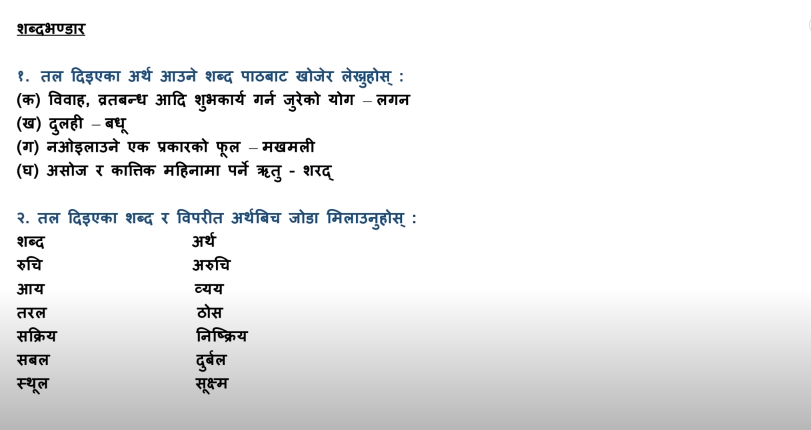 शब्दभण्डार
१. तल दिइएका अर्थ आउने शब्द पाठबाट खोजेर लेख्नुहोस् :
(क) विवाह, व्रतबन्ध आदि शुभकार्य गर्न जुरेको योग – लगन
(ख) दुलही – बधू
(ग) नओइलाउने एक प्रकारको फूल – मखमली
(घ) असोज र कात्तिक महिनामा पर्ने ऋतु - शरद्
२. तल दिइएका शब्द र विपरीत अर्थबिच जोडा मिलाउनुहोस् :
शब्द अर्थ
रुचि अरुचि
आय व्यय
तरल ठोस
सक्रिय निष्क्रिय
सबल दुर्बल
स्थूल सूक्ष्म